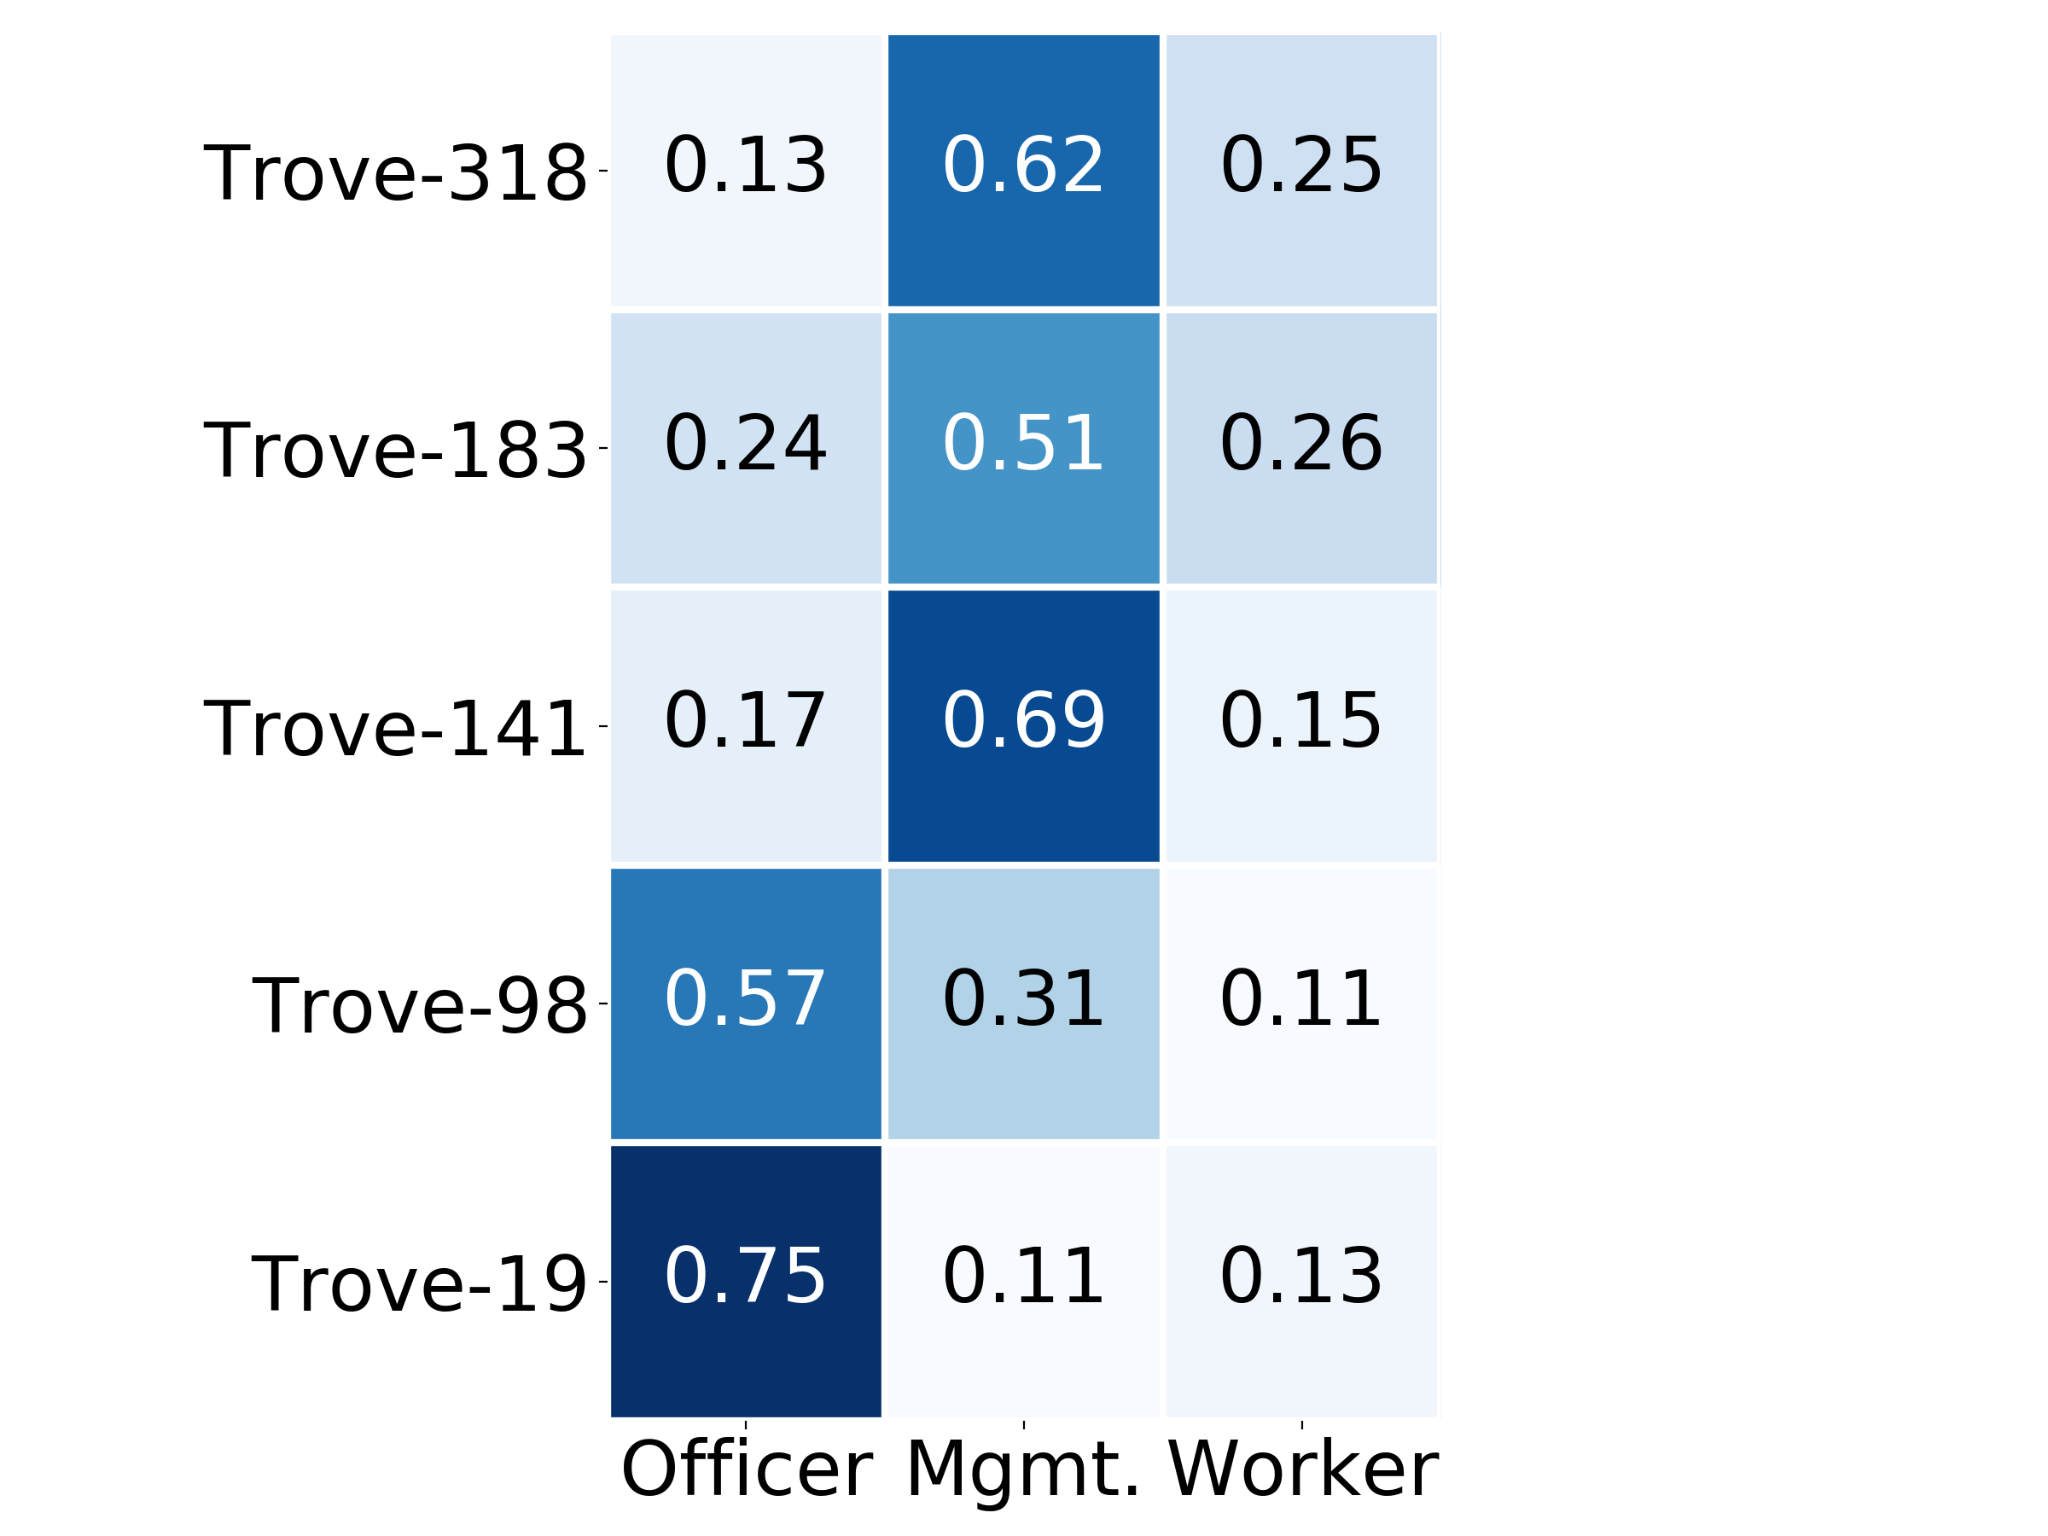 Trove-318 0.13 0.62 0.25
Trove-183 0.24 0.51 0.26
Trove-141 0.17 0.69 0.15
Trove-98 0.57 0.31 0.11
Trove-19 0.75 0.11 0.13
Officer Mgmt. Worker